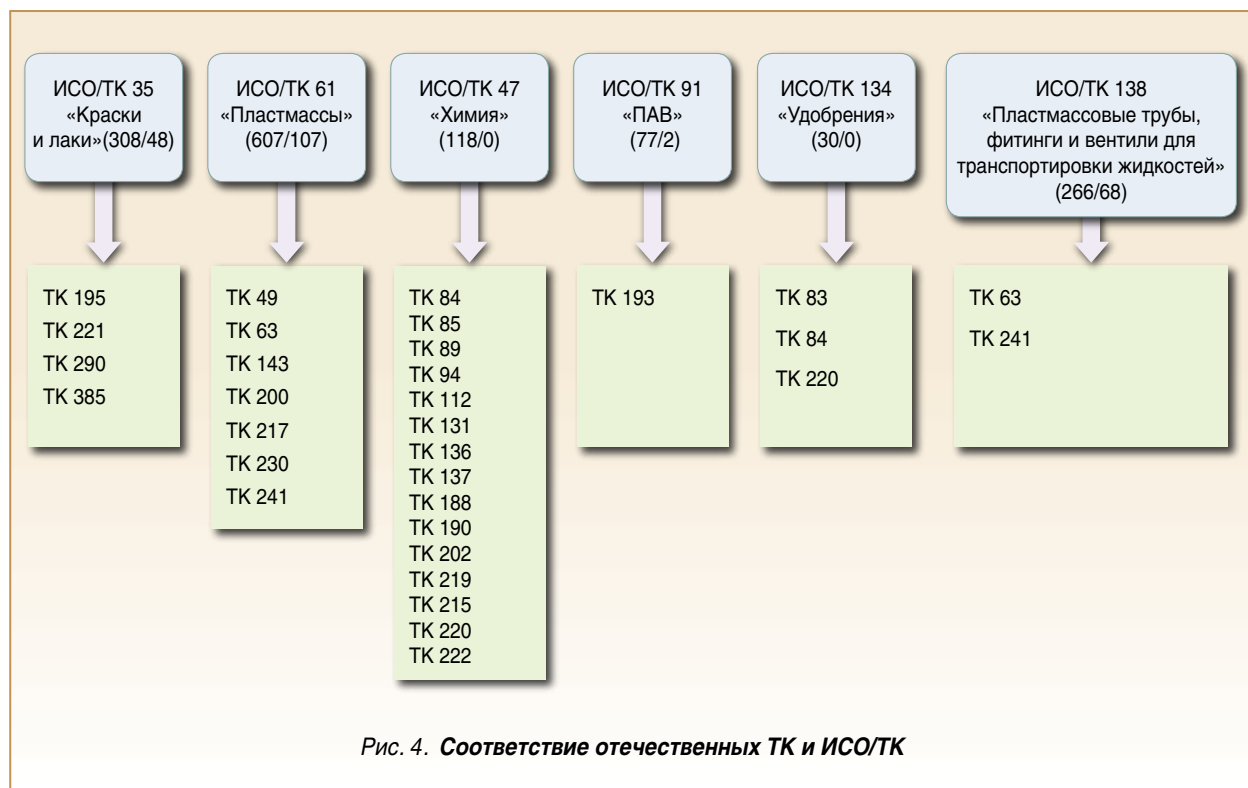 ИСО/ТК 35
«Краски
и лаки»(308/48)
ИСО/ТК 61
«Пластмассы»
(607/107)
ИСО/ТК 47
«Химия»
(118/0)
ИСО/ТК 91
«ПАВ»
(77/2)
ИСО/ТК 134
«Удобрения»
(30/0)
ИСО/ТК 138
«Пластмассовые трубы,
фитинги и вентили для
транспортировки жидкостей»
(266/68)
ТК 195
ТК 221
ТК 290
ТК 385
ТК 49
ТК 63
ТК 143
ТК 200
ТК 217
ТК 230
ТК 241
ТК 84
ТК 85
ТК 89
ТК 94
ТК 112
ТК 131
ТК 136
ТК 137
ТК 188
ТК 190
ТК 202
ТК 219
ТК 215
ТК 220
ТК 222
ТК 193
ТК 83
ТК 84
ТК 220
ТК 63
ТК 241
Рис. 4. Соответствие отечественных ТК и ИСО/ТК